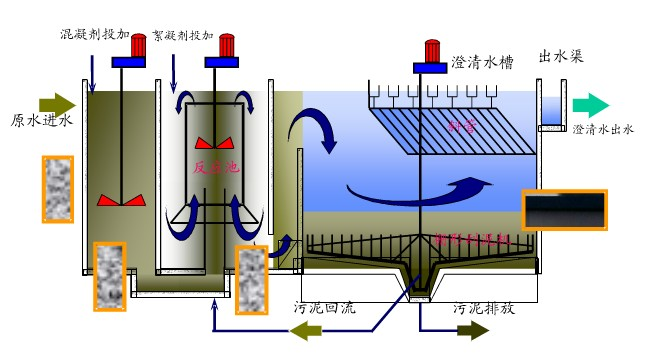 混凝剂投加
絮凝剂投加
澄清水槽
出水渠
原水进水
斜管
澄清水出水
反应池
污泥回流
污泥排放